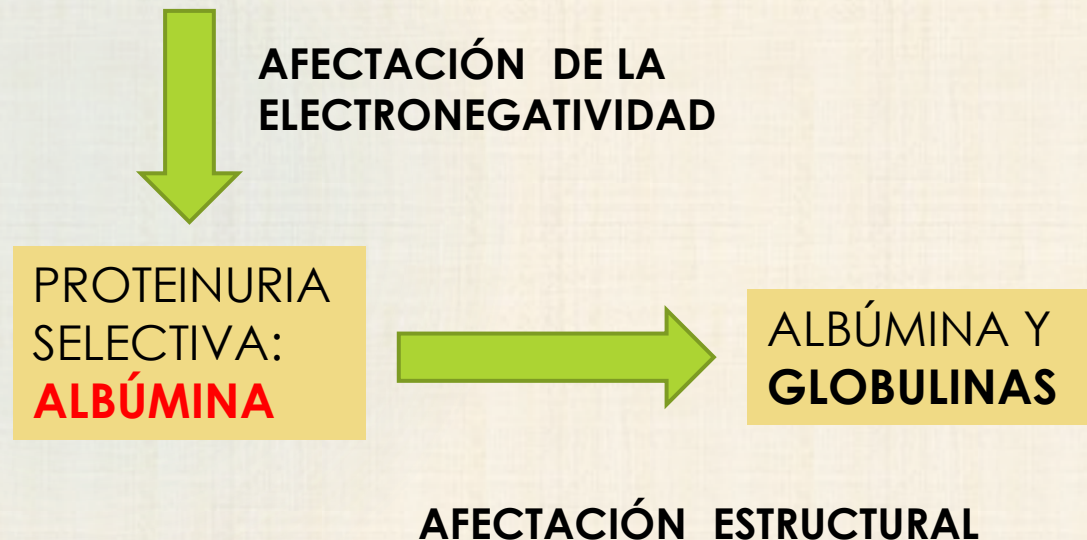 AFECTACIÓN DE LA
ELECTRONEGATIVIDAD
PROTEINURIA
SELECTIVA:
ALBÚMINA
ALBÚMINA Y
GLOBULINAS
AFECTACIÓN ESTRUCTURAL